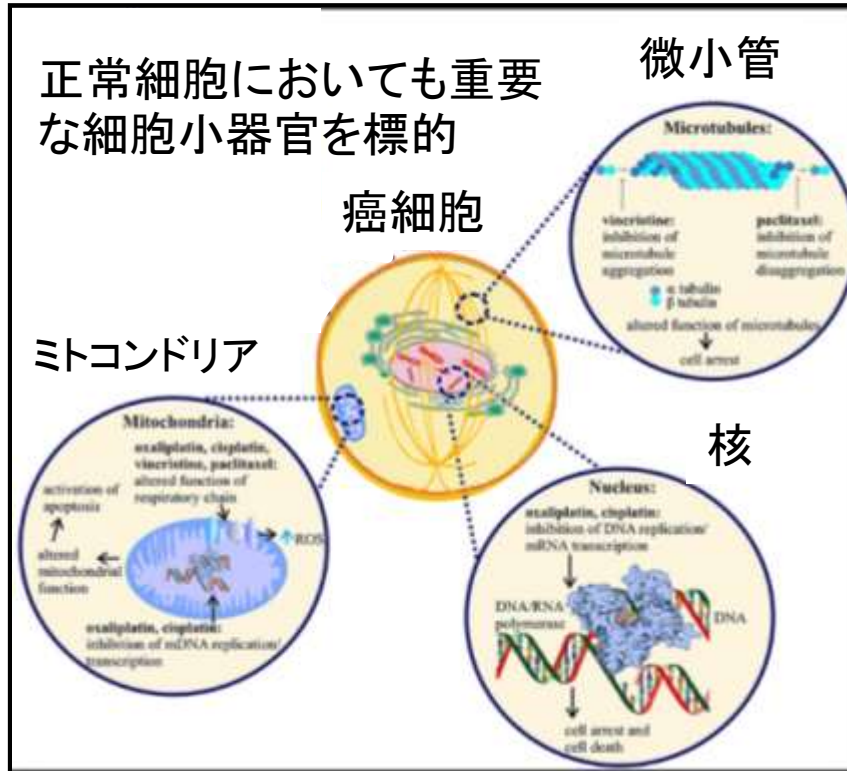 正常細胞においても重要
な細胞小器官を標的
微小管
Microtubules:
vincristine:
inhibition of
microtubule
aggregation
paclitaxel:
inhibition of
microtubule
disaggregation
α tubulin
β tubulin
altered function of microtubules
cell arrest
癌細胞
ミトコンドリア
Mitochondria:
oxaliplatin, cisplatin,
vincristine, paclitaxel:
altered function of
respiratory chain
activation of
apoptosis
↑ROS
altered
mitochondrial
function
oxaliplatin, cisplatin:
inhibition of mDNA replication/
transcription
核
Nucleus:
oxaliplatin, cisplatin:
inhibition of DNA replication/
mRNA transcription
DNA/RNA
polymerase
DNA
cell arrest and
cell death